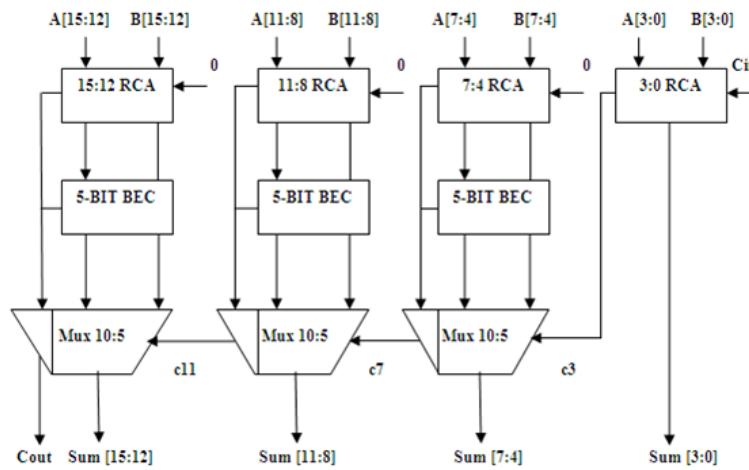 A[15:12] B[15:12] A[11:8] B[11:8] A[7:4] B[7:4] A[3:0] B[3:0]
0 0 0
15:12 RCA 11:8 RCA 7:4 RCA 3:0 RCA
5-BIT BEC 5-BIT BEC 5-BIT BEC
Mux 10:5 Mux 10:5 Mux 10:5
c11 c7 c3
Cout Sum [15:12] Sum [11:8] Sum [7:4] Sum [3:0]